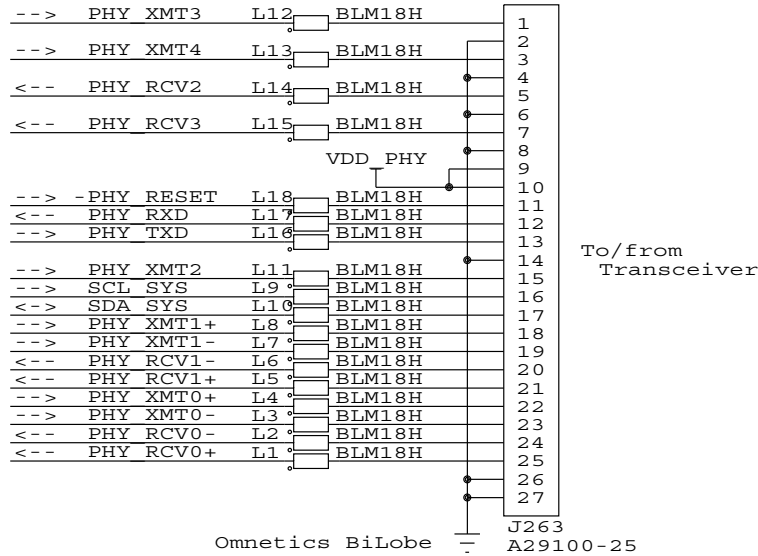 --> PHY_XMT3 L12 BLM18H 1
2
--> PHY_XMT4 L13 BLM18H 3
4
<-- PHY_RCV2 L14 BLM18H 5
6
<-- PHY_RCV3 L15 BLM18H 7
8
VDD_PHY 9
10
--> -PHY_RESET L18 BLM18H 11
<-- PHY_RXD L17 BLM18H 12
--> PHY_TXD L16 BLM18H 13
14
To/from
Transceiver
--> PHY_XMT2 L11 BLM18H 15
--> SCL_SYS L9 BLM18H 16
<-> SDA_SYS L10 BLM18H 17
--> PHY_XMT1+ L8 BLM18H 18
--> PHY_XMT1- L7 BLM18H 19
<-- PHY_RCV1- L6 BLM18H 20
<-- PHY_RCV1+ L5 BLM18H 21
--> PHY_XMT0+ L4 BLM18H 22
--> PHY_XMT0- L3 BLM18H 23
<-- PHY_RCV0- L2 BLM18H 24
<-- PHY_RCV0+ L1 BLM18H 25
26
27
J263
Omnetics BiLobe A29100-25